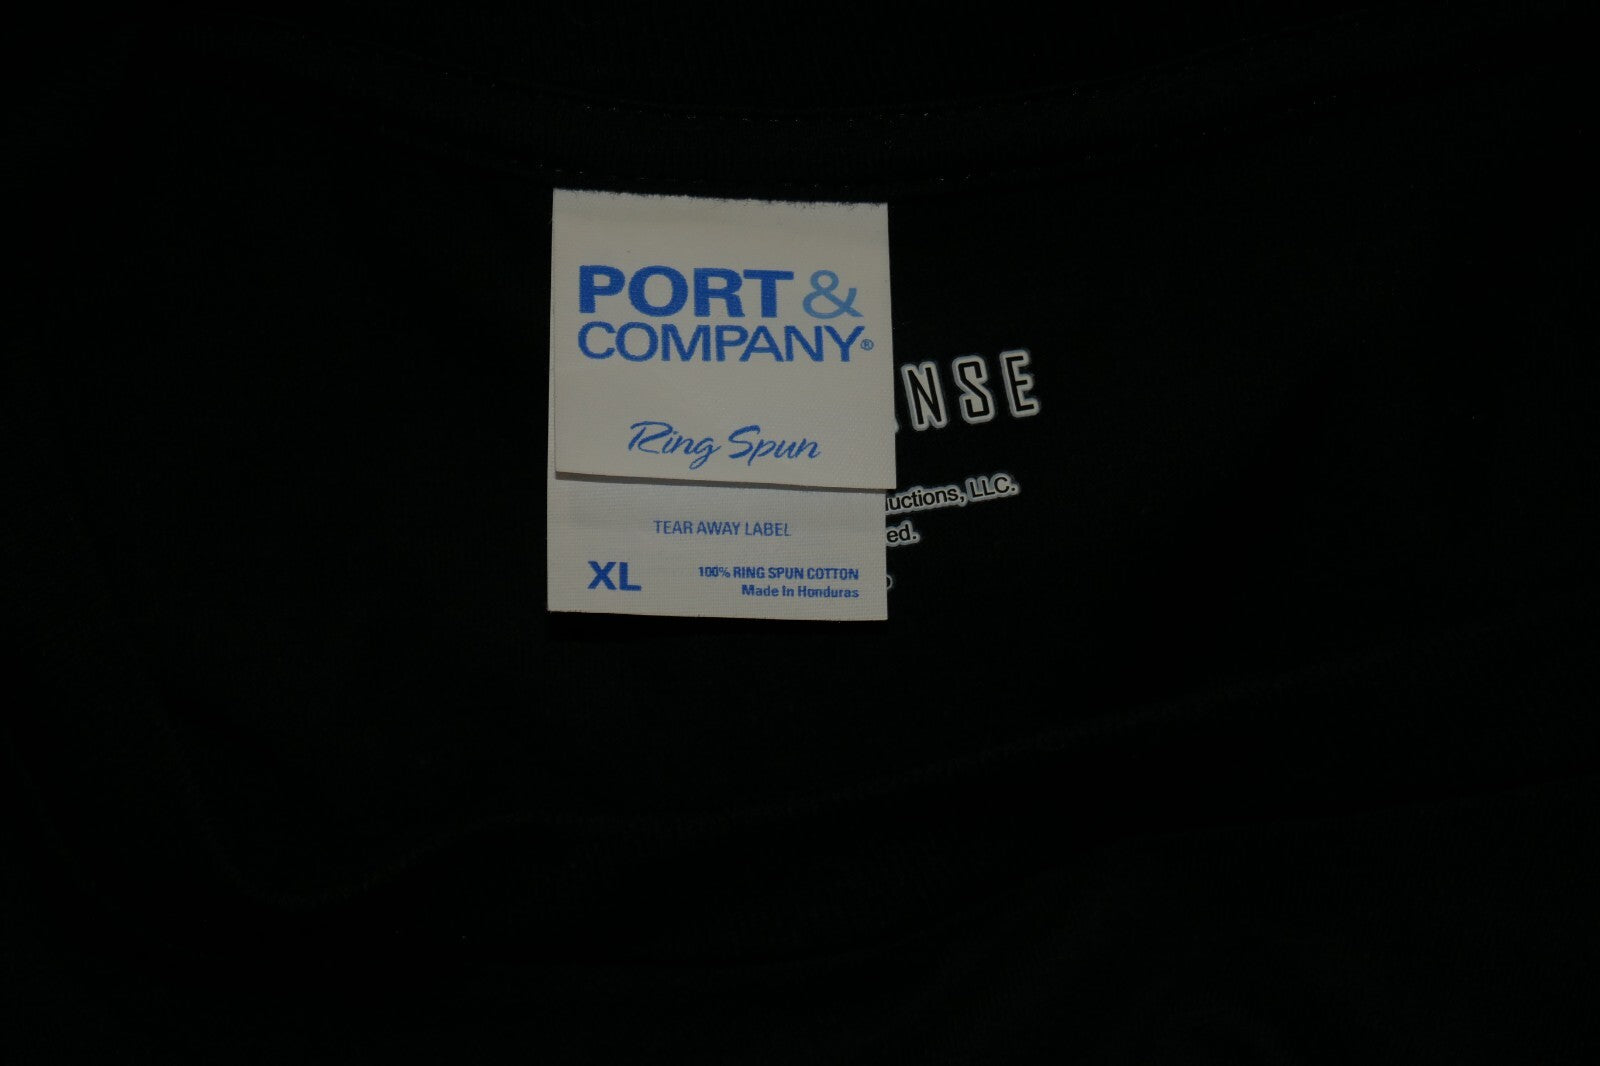 PORT &
COMPANY®
Ring Spun
TEAR AWAY LABEL
XL
100% RING SPUN COTTON
Made In Honduras
NSE
uctions, LLC.
ed.